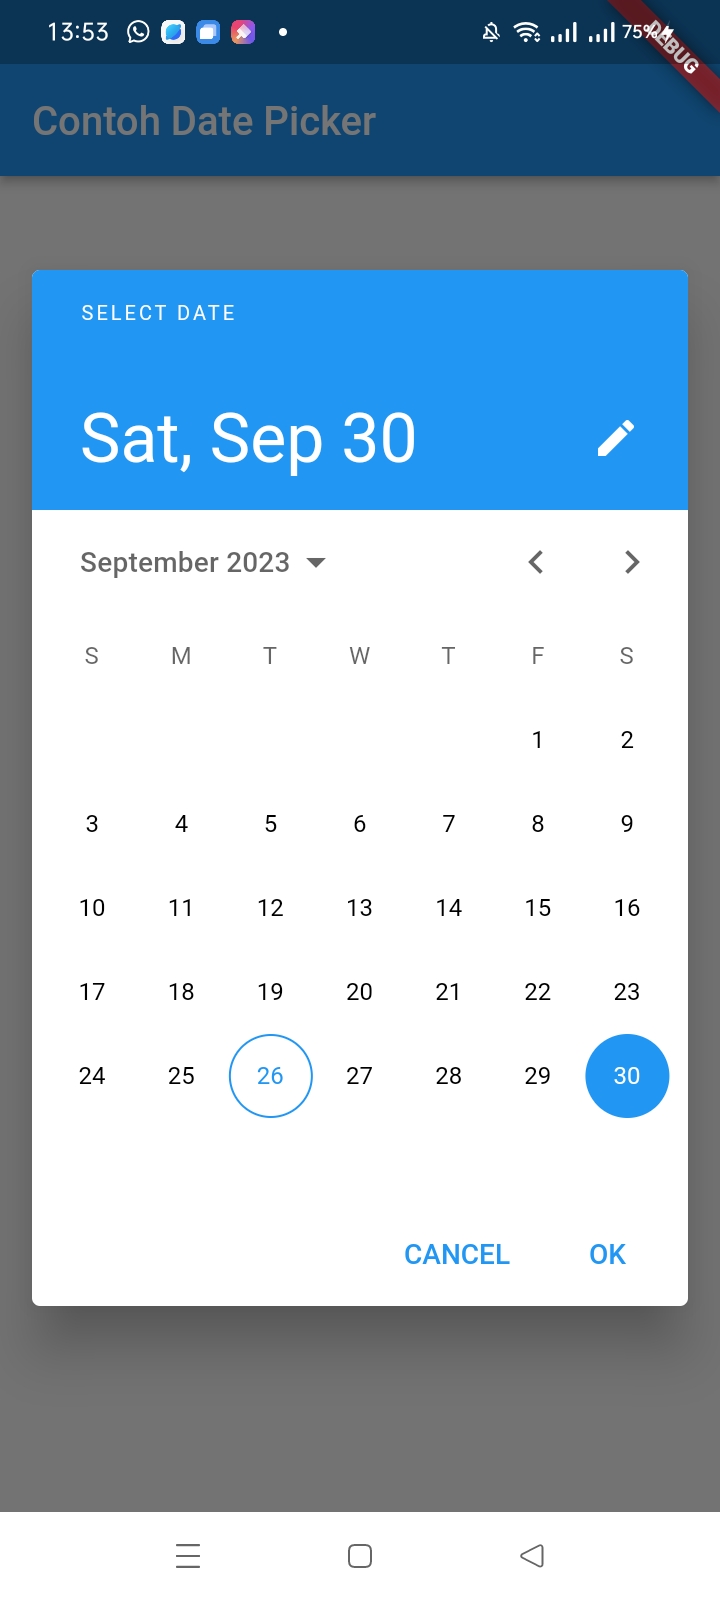 13:53 75%
DEBUG
Contoh Date Picker
SELECT DATE
Sat, Sep 30
September 2023
S M T W T F S
1 2
3 4 5 6 7 8 9
10 11 12 13 14 15 16
17 18 19 20 21 22 23
24 25 26 27 28 29 30
CANCEL OK